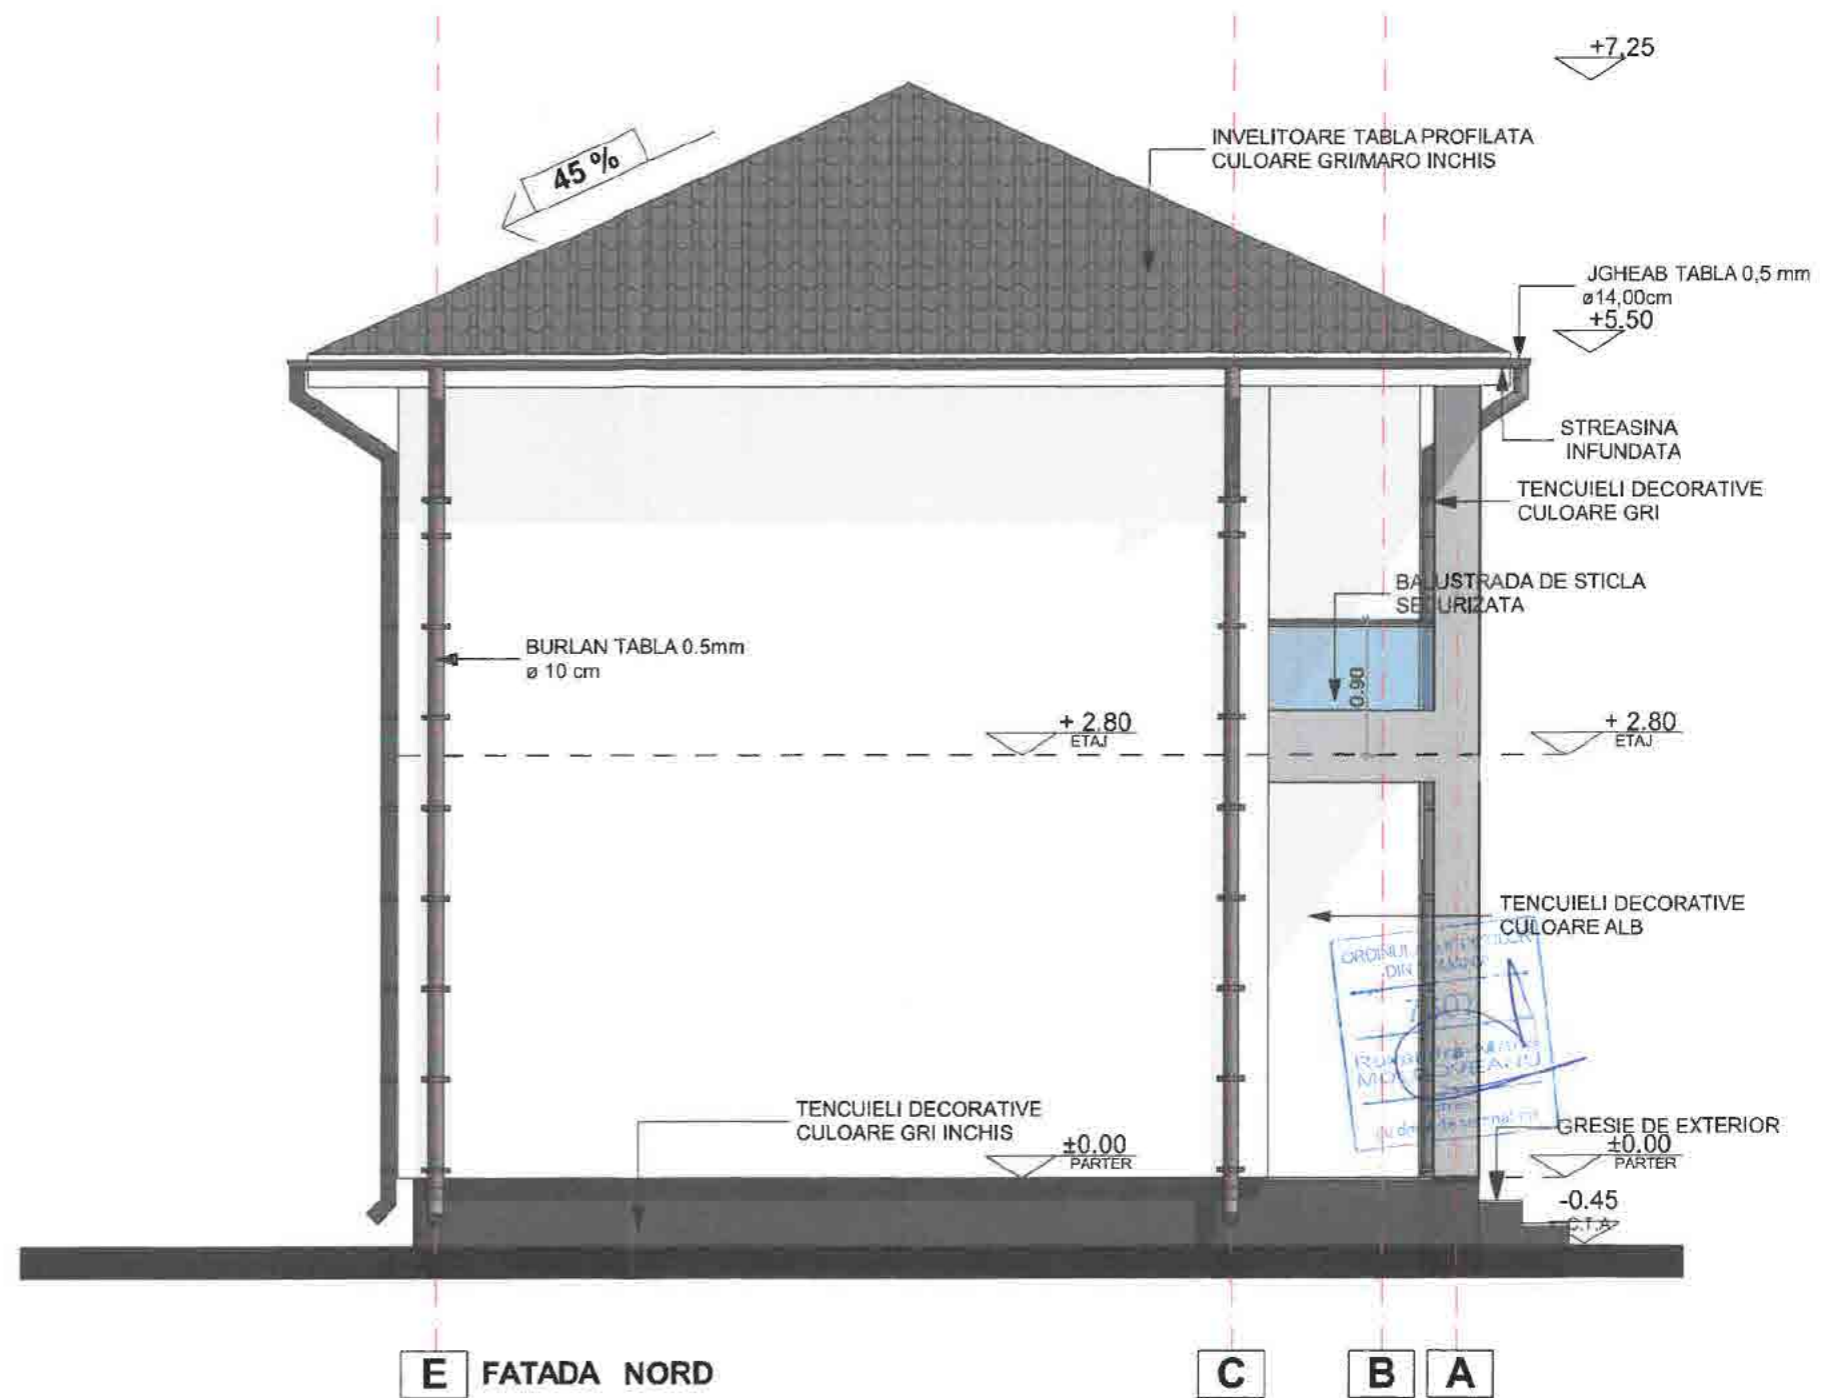 +7,25
INVELITOARE TABLA PROFILATA
CULOARE GRI/MARO INCHIS
45 %
JGHEAB TABLA 0,5 mm
ø14,00cm
+5.50
STREASINA
INFUNDATA
TENCUIELI DECORATIVE
CULOARE GRI
BALUSTRADA DE STICLA
SECURIZATA
0.90
BURLAN TABLA 0.5mm
ø 10 cm
+ 2.80
ETAJ
+ 2.80
ETAJ
TENCUIELI DECORATIVE
CULOARE ALB
ORDINUL
DIN
MOLDOVEANU
TENCUIELI DECORATIVE
CULOARE GRI INCHIS
±0.00
PARTER
GRESIE DE EXTERIOR
±0.00
PARTER
-0.45
C.T.A
E FATADA NORD
C
B
A